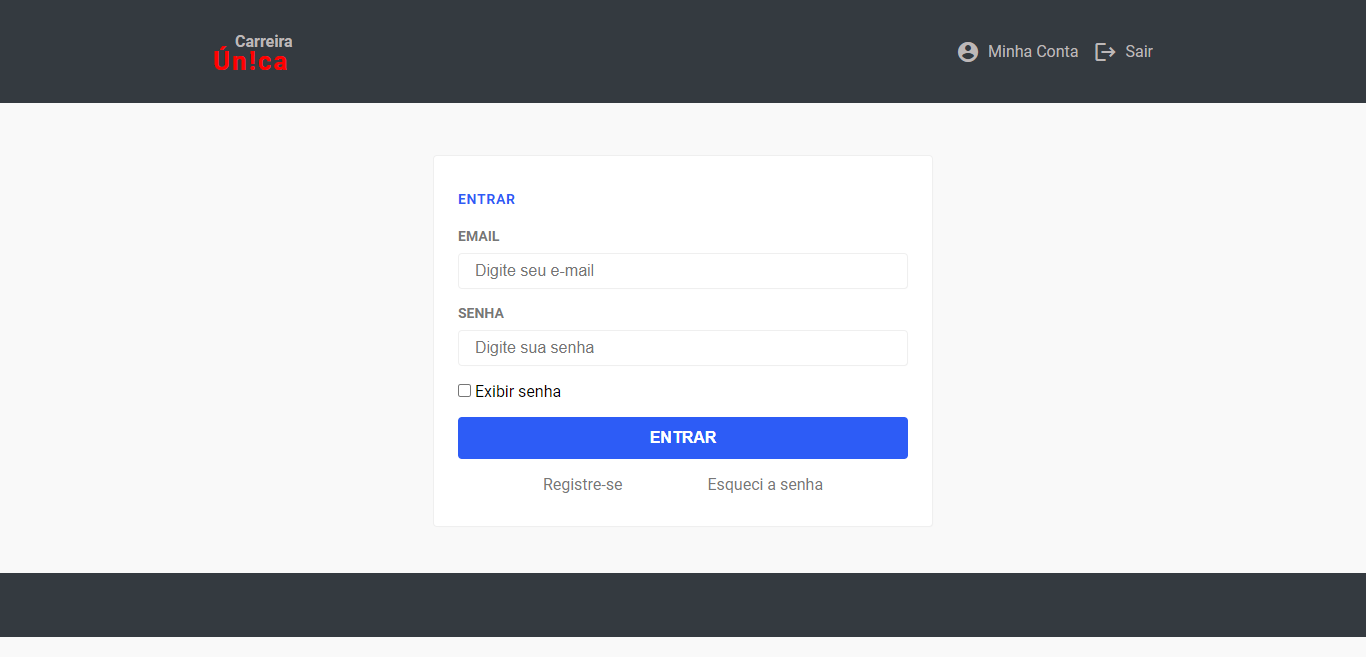 Carreira
Ún!ca
Minha Conta
Sair
ENTRAR
EMAIL
Digite seu e-mail
SENHA
Digite sua senha
Exibir senha
ENTRAR
Registre-se
Esqueci a senha